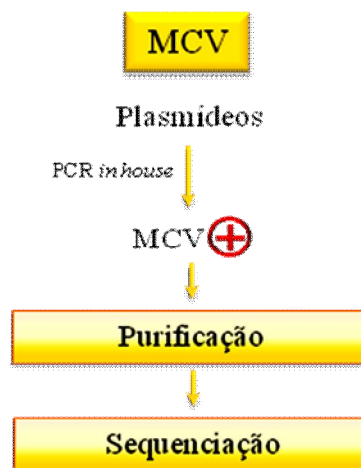 MCV
Plasmídeos
PCR in house
MCV
Purificação
Sequenciação